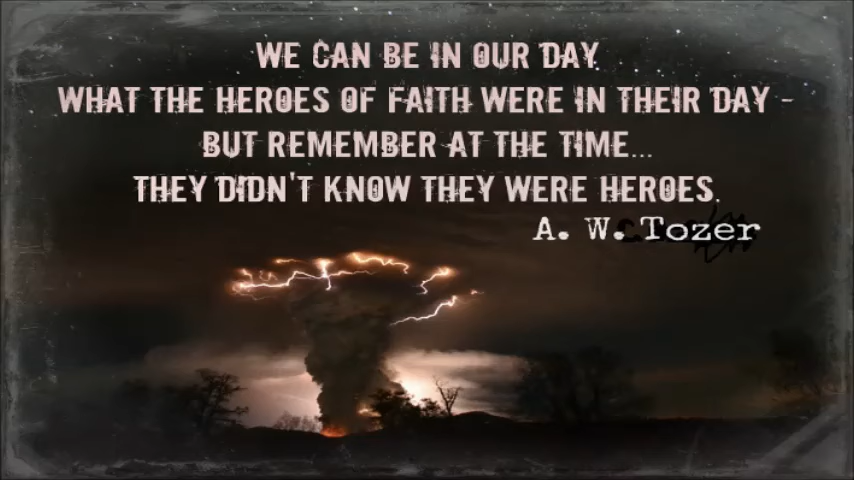 WE CAN BE IN OUR DAY
WHAT THE HEROES OF FAITH WERE IN THEIR DAY -
BUT REMEMBER AT THE TIME...
THEY DIDN'T KNOW THEY WERE HEROES.
A. W. Tozer